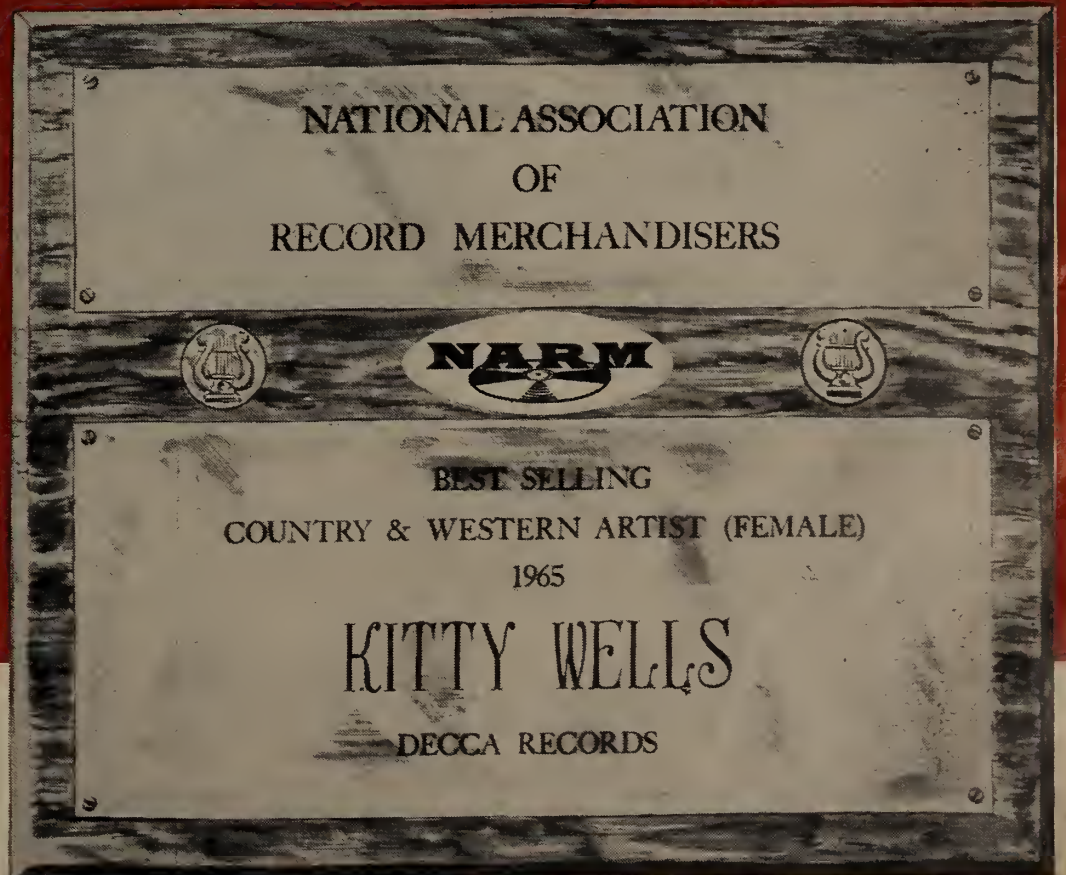 NATIONAL ASSOCIATION
OF
RECORD MERCHANDISERS
NARM
BEST SELLING
COUNTRY & WESTERN ARTIST (FEMALE)
1965
KITTY WELLS
DECCA RECORDS